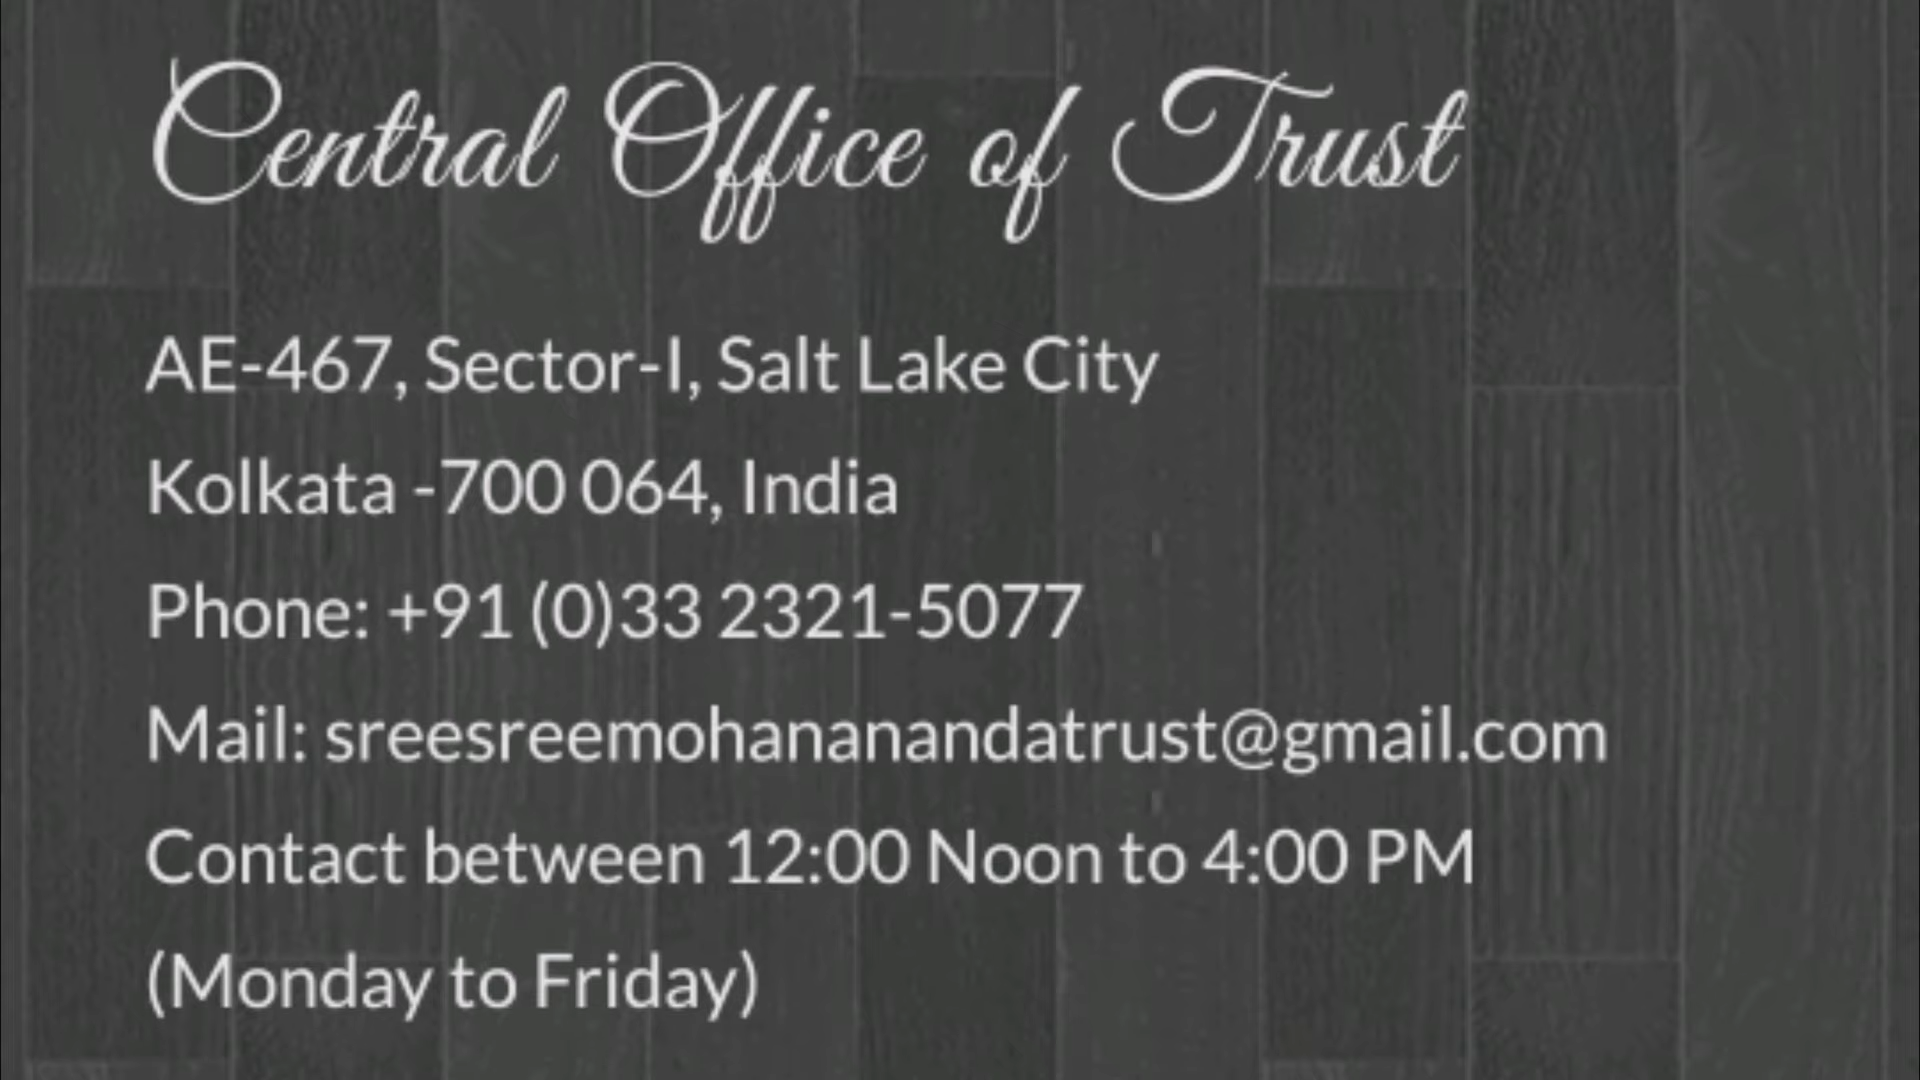 Central Office of Trust
AE-467, Sector-I, Salt Lake City
Kolkata -700 064, India
Phone: +91 (0)33 2321-5077
Mail: sreesreemohananandatrust@gmail.com
Contact between 12:00 Noon to 4:00 PM
(Monday to Friday)